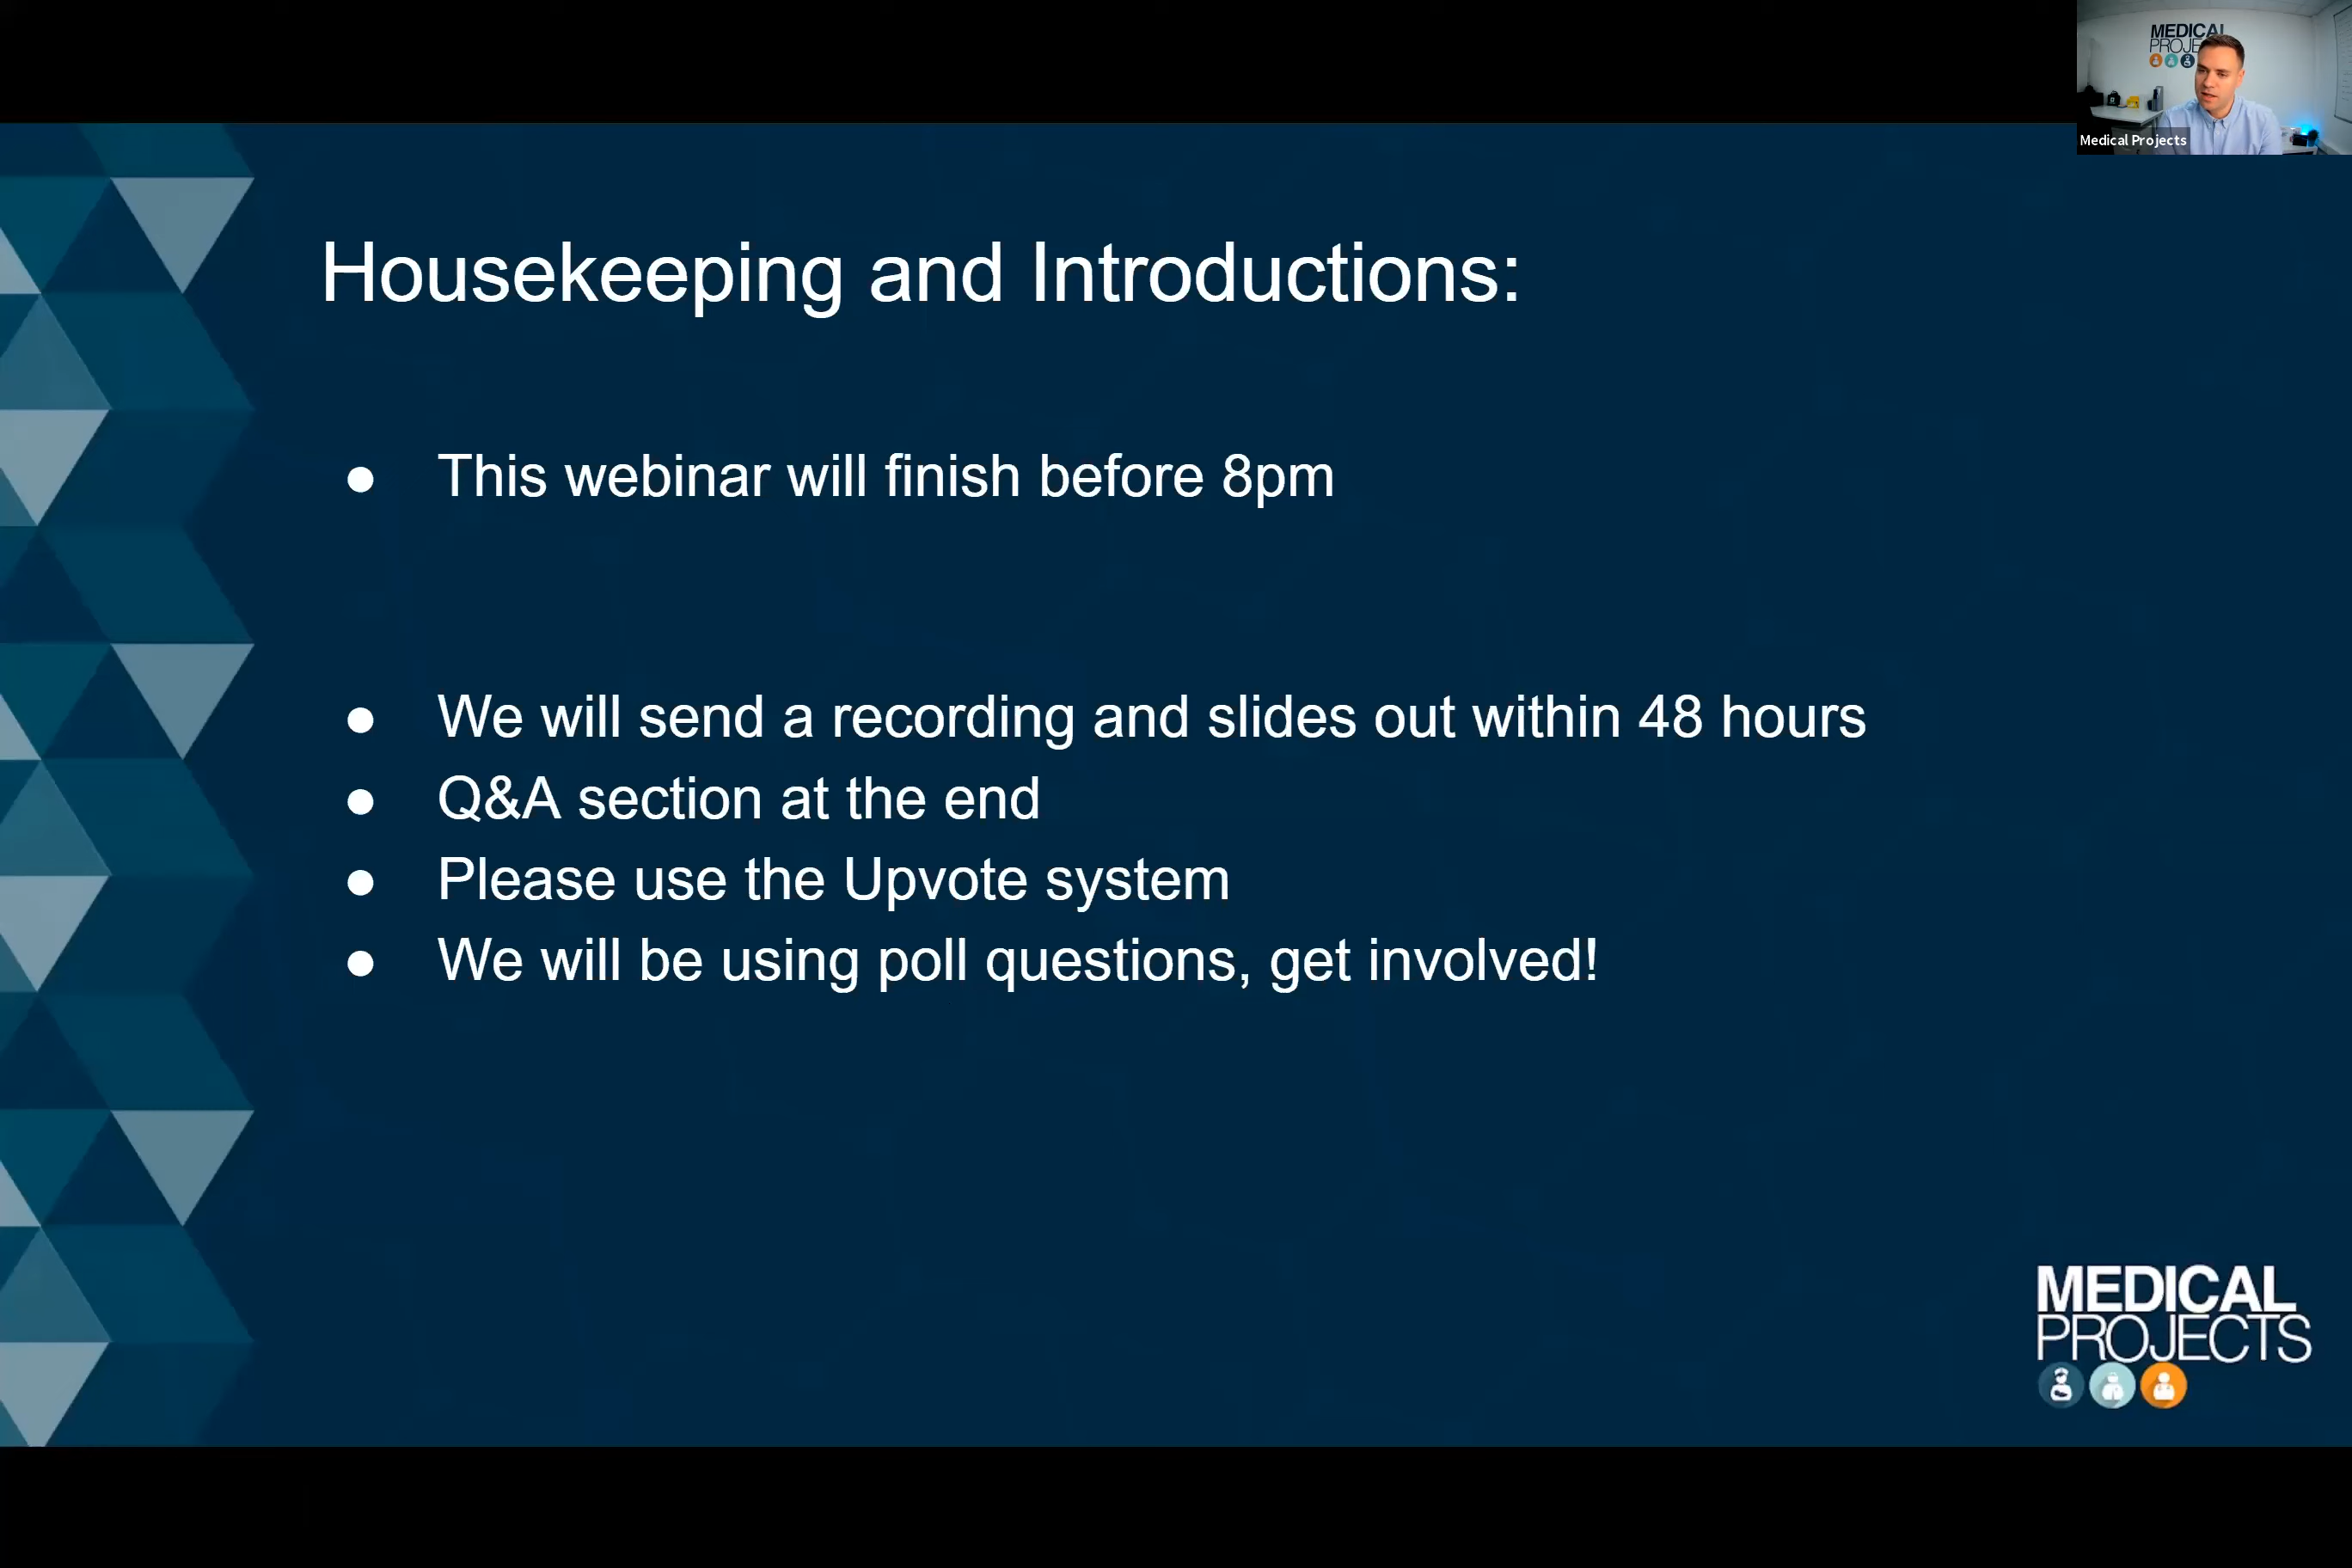 MEDICAL
PROJE
Medical Projects
Housekeeping and Introductions:
● This webinar will finish before 8pm
● We will send a recording and slides out within 48 hours
● Q&A section at the end
● Please use the Upvote system
● We will be using poll questions, get involved!
MEDICAL
PROJECTS